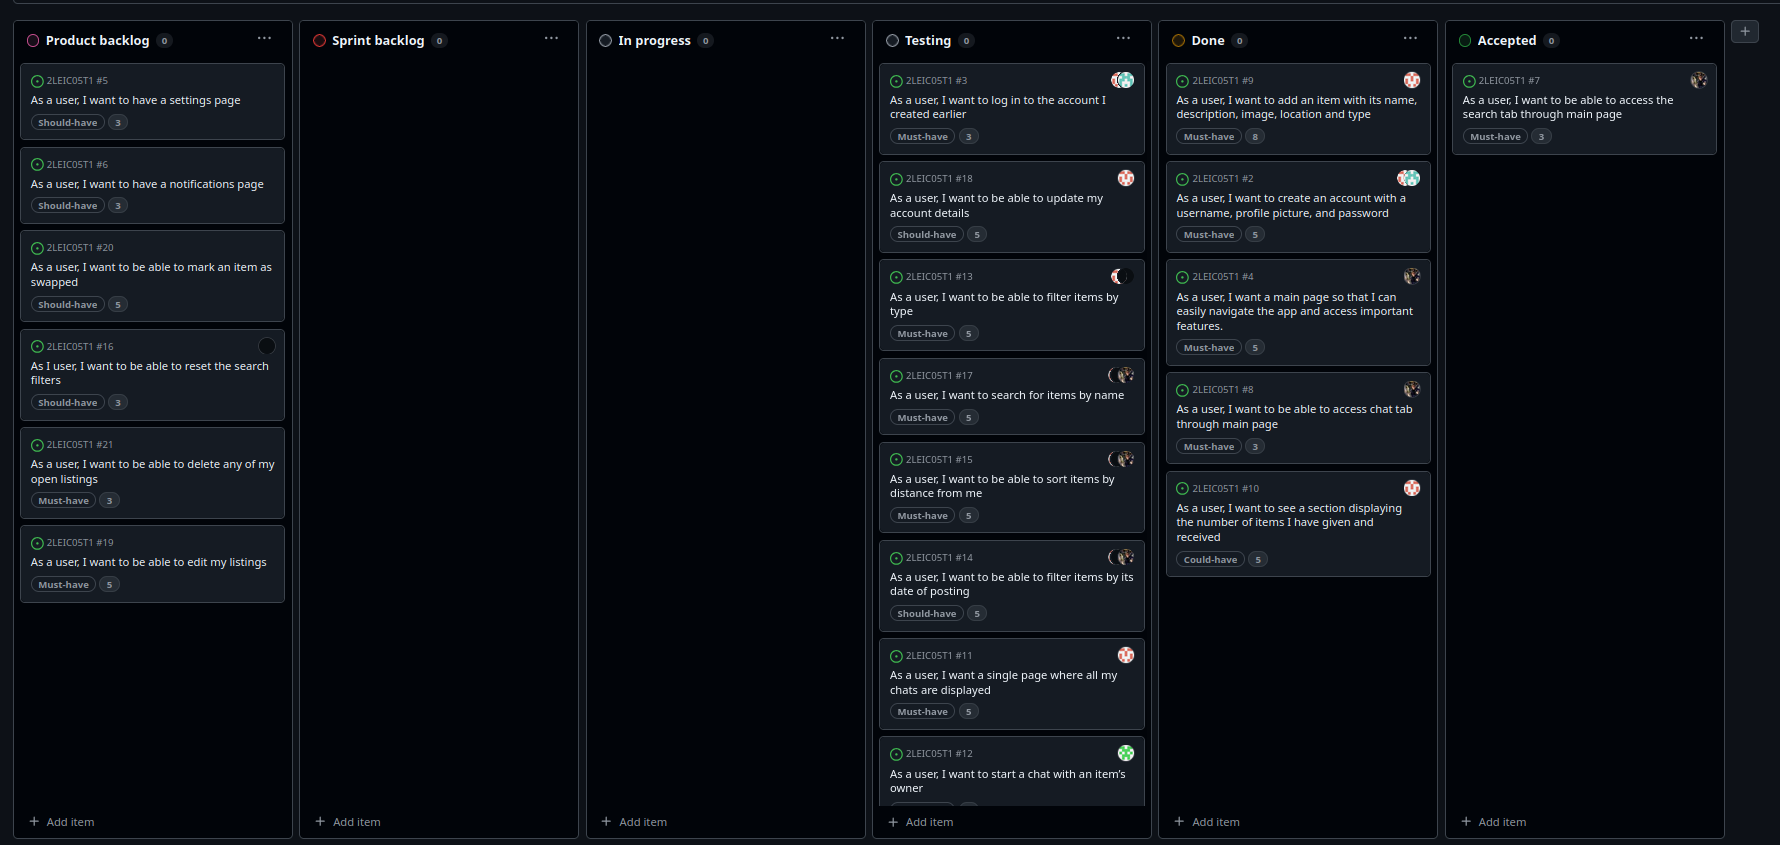 Product backlog 0
2LEIC05T1 #5
As a user, I want to have a settings page
Should-have 3
2LEIC05T1 #6
As a user, I want to have a notifications page
Should-have 3
2LEIC05T1 #20
As a user, I want to be able to mark an item as
swapped
Should-have 5
2LEIC05T1 #16
As I user, I want to be able to reset the search
filters
Should-have 3
2LEIC05T1 #21
As a user, I want to be able to delete any of my
open listings
Must-have 3
2LEIC05T1 #19
As a user, I want to be able to edit my listings
Must-have 5
Add item
Sprint backlog 0
Add item
In progress 0
Add item
Testing 0
2LEIC05T1 #3
As a user, I want to log in to the account I
created earlier
Must-have 3
2LEIC05T1 #18
As a user, I want to be able to update my
account details
Should-have 5
2LEIC05T1 #13
As a user, I want to be able to filter items by
type
Must-have 5
2LEIC05T1 #17
As a user, I want to search for items by name
Must-have 5
2LEIC05T1 #15
As a user, I want to be able to sort items by
distance from me
Must-have 5
2LEIC05T1 #14
As a user, I want to be able to filter items by its
date of posting
Should-have 5
2LEIC05T1 #11
As a user, I want a single page where all my
chats are displayed
Must-have 5
2LEIC05T1 #12
As a user, I want to start a chat with an item's
owner
Add item
Done 0
2LEIC05T1 #9
As a user, I want to add an item with its name,
description, image, location and type
Must-have 8
2LEIC05T1 #2
As a user, I want to create an account with a
username, profile picture, and password
Must-have 5
2LEIC05T1 #4
As a user, I want a main page so that I can
easily navigate the app and access important
features.
Must-have 5
2LEIC05T1 #8
As a user, I want to be able to access chat tab
through main page
Must-have 3
2LEIC05T1 #10
As a user, I want to see a section displaying
the number of items I have given and
received
Could-have 5
Add item
Accepted 0
2LEIC05T1 #7
As a user, I want to be able to access the
search tab through main page
Must-have 3
Add item